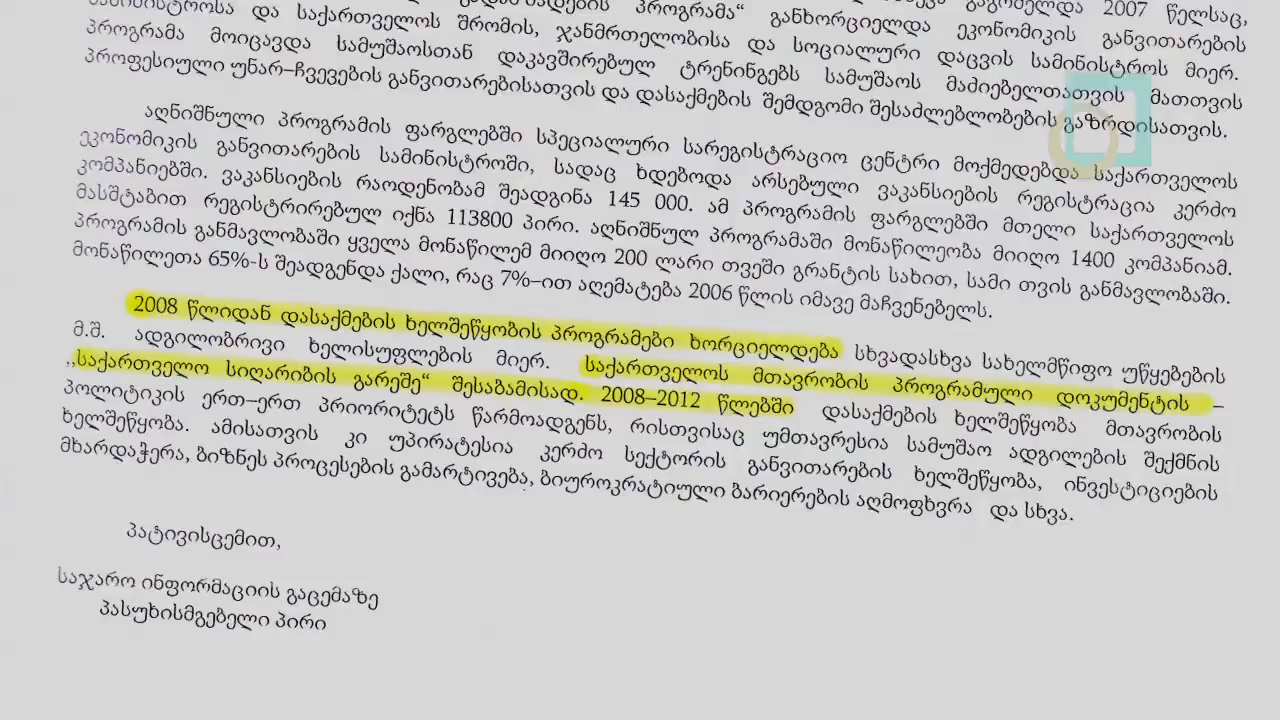 პროგრამა“ განხორციელდა 2007 წელსაც,
და საქართველოს შრომის, ჯანმრთელობისა და სოციალური დაცვის სამინისტროს მიერ. ეკონომიკის განვითარების
პროგრამა მოიცავდა სამუშაოსთან დაკავშირებულ ტრენინგებს სამუშაოს მაძიებელთათვის მათთვის
პროფესიული უნარ–ჩვევების განვითარებისათვის და დასაქმების შემდგომი შესაძლებლობების გაზრდისათვის.
აღნიშნული პროგრამის ფარგლებში სპეციალური სარეგისტრაციო ცენტრი მოქმედებდა საქართველოს
ეკონომიკის განვითარების სამინისტროში, სადაც ხდებოდა არსებული ვაკანსიების რეგისტრაცია კერძო
კომპანიებში. ვაკანსიების რაოდენობამ შეადგინა 145 000. ამ პროგრამის ფარგლებში მთელი საქართველოს
მასშტაბით რეგისტრირებულ იქნა 113800 პირი. აღნიშნულ პროგრამაში მონაწილეობა მიიღო 1400 კომპანიამ.
პროგრამის განმავლობაში ყველა მონაწილემ მიიღო 200 ლარი თვეში გრანტის სახით, სამი თვის განმავლობაში.
მონაწილეთა 65%-ს შეადგენდა ქალი, რაც 7%–ით აღემატება 2006 წლის იმავე მაჩვენებელს.
2008 წლიდან დასაქმების ხელშეწყობის პროგრამები ხორციელდება სხვადასხვა სახელმწიფო უწყებების
მ.შ. ადგილობრივი ხელისუფლების მიერ. საქართველოს მთავრობის პროგრამული დოკუმენტის –
,,საქართველო სიღარიბის გარეშე“ შესაბამისად. 2008–2012 წლებში დასაქმების ხელშეწყობა მთავრობის
პოლიტიკის ერთ–ერთ პრიორიტეტს წარმოადგენს, რისთვისაც უმთავრესია სამუშაო ადგილების შექმნის
ხელშეწყობა. ამისათვის კი უპირატესია კერძო სექტორის განვითარების ხელშეწყობა, ინვესტიციების
მხარდაჭერა, ბიზნეს პროცესების გამარტივება, ბიუროკრატიული ბარიერების აღმოფხვრა და სხვა.
პატივისცემით,
საჯარო ინფორმაციის გაცემაზე
პასუხისმგებელი პირი